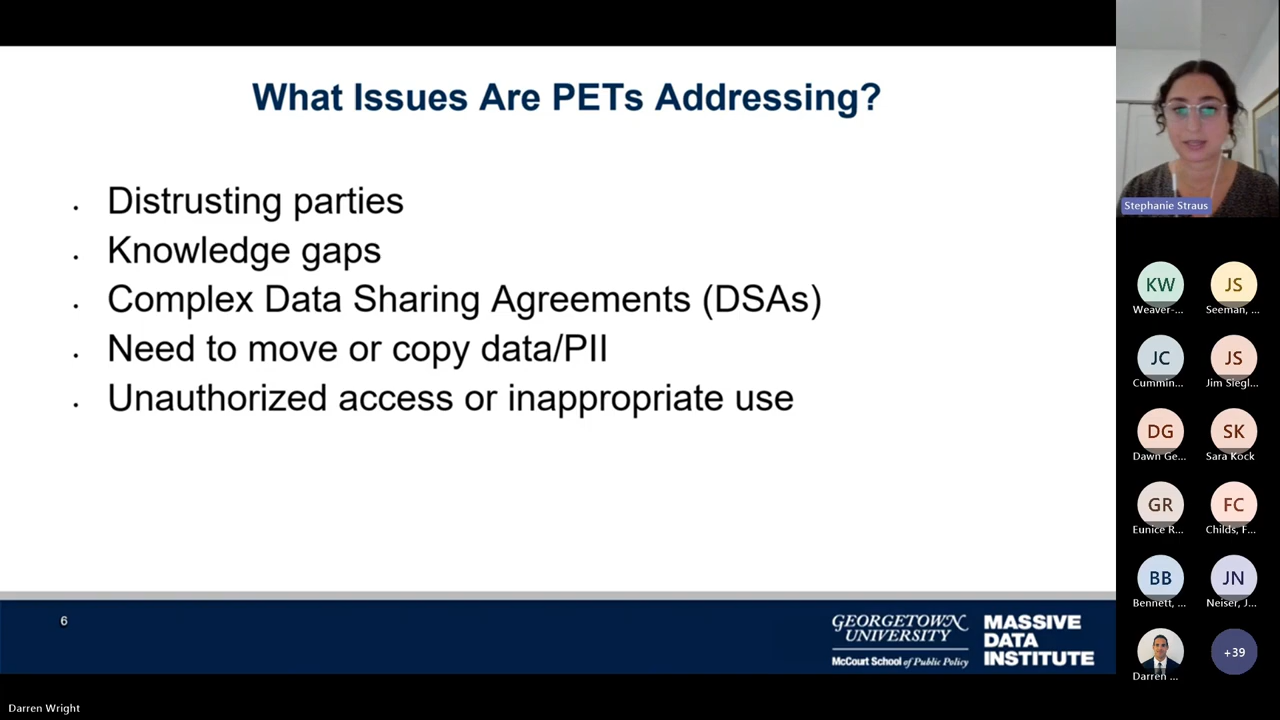 What Issues Are PETs Addressing?
• Distrusting parties
• Knowledge gaps
• Complex Data Sharing Agreements (DSAs)
• Need to move or copy data/PII
• Unauthorized access or inappropriate use
6
GEORGETOWN
UNIVERSITY
McCourt School of Public Policy
MASSIVE
DATA
INSTITUTE
Stephanie Straus
KW
Weaver-...
JS
Seeman, ...
JC
Cummin...
JS
Jim Siegl...
DG
Dawn Ge...
SK
Sara Kock
GR
Eunice R...
FC
Childs, F...
BB
Bennett, ...
JN
Neiser, J...
Darren ...
+39
Darren Wright